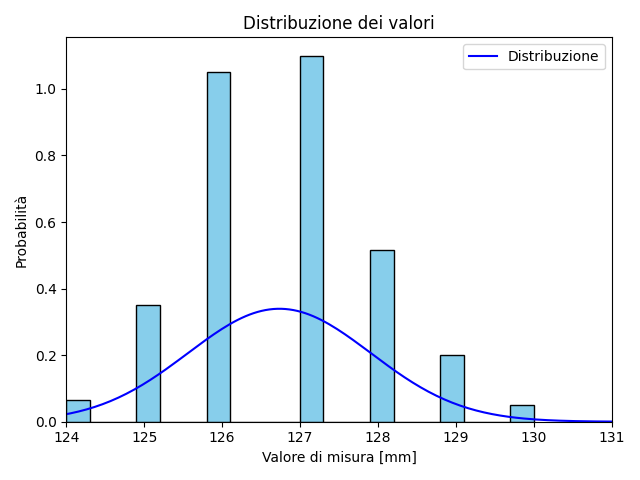 Distribuzione dei valori
Distribuzione
Probabilità
1.0
0.8
0.6
0.4
0.2
0.0
124 125 126 127 128 129 130 131
Valore di misura [mm]